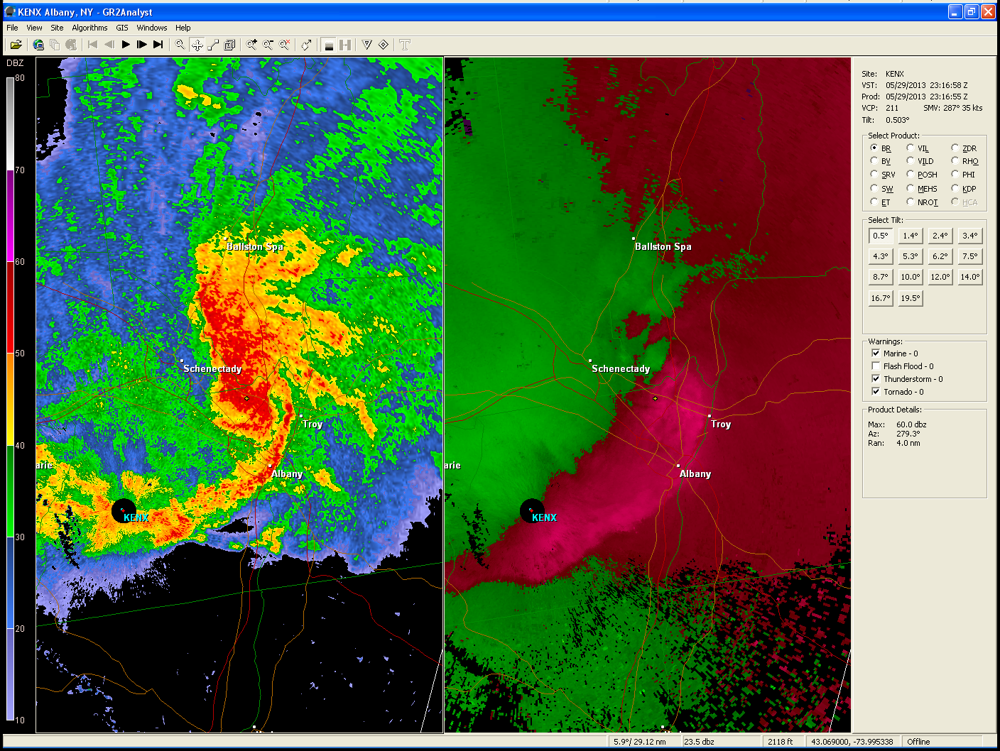 KENX Albany, NY - GR2Analyst
File View Site Algorithms GIS Windows Help
DBZ
80
70
60
50
40
30
20
10
Ballston Spa
Schenectady
Troy
Albany
arie
KENX
Ballston Spa
Schenectady
Troy
Albany
arie
KENX
Site: KENX
VST: 05/29/2013 23:16:58 Z
Prod: 05/29/2013 23:16:55 Z
VCP: 211 SMV: 287° 35 kts
Tilt: 0.503°
Select Product:
BR VIL ZDR
BV VILD RHO
SRV POSH PHI
SW MEHS KDP
ET NROT HCA
Select Tilt:
0.5° 1.4° 2.4° 3.4°
4.3° 5.3° 6.2° 7.5°
8.7° 10.0° 12.0° 14.0°
16.7° 19.5°
Warnings:
Marine - 0
Flash Flood - 0
Thunderstorm - 0
Tornado - 0
Product Details:
Max: 60.0 dbz
Az: 279.3°
Ran: 4.0 nm
5.9°/ 29.12 nm 23.5 dbz 2118 ft 43.069000, -73.995338 Offline